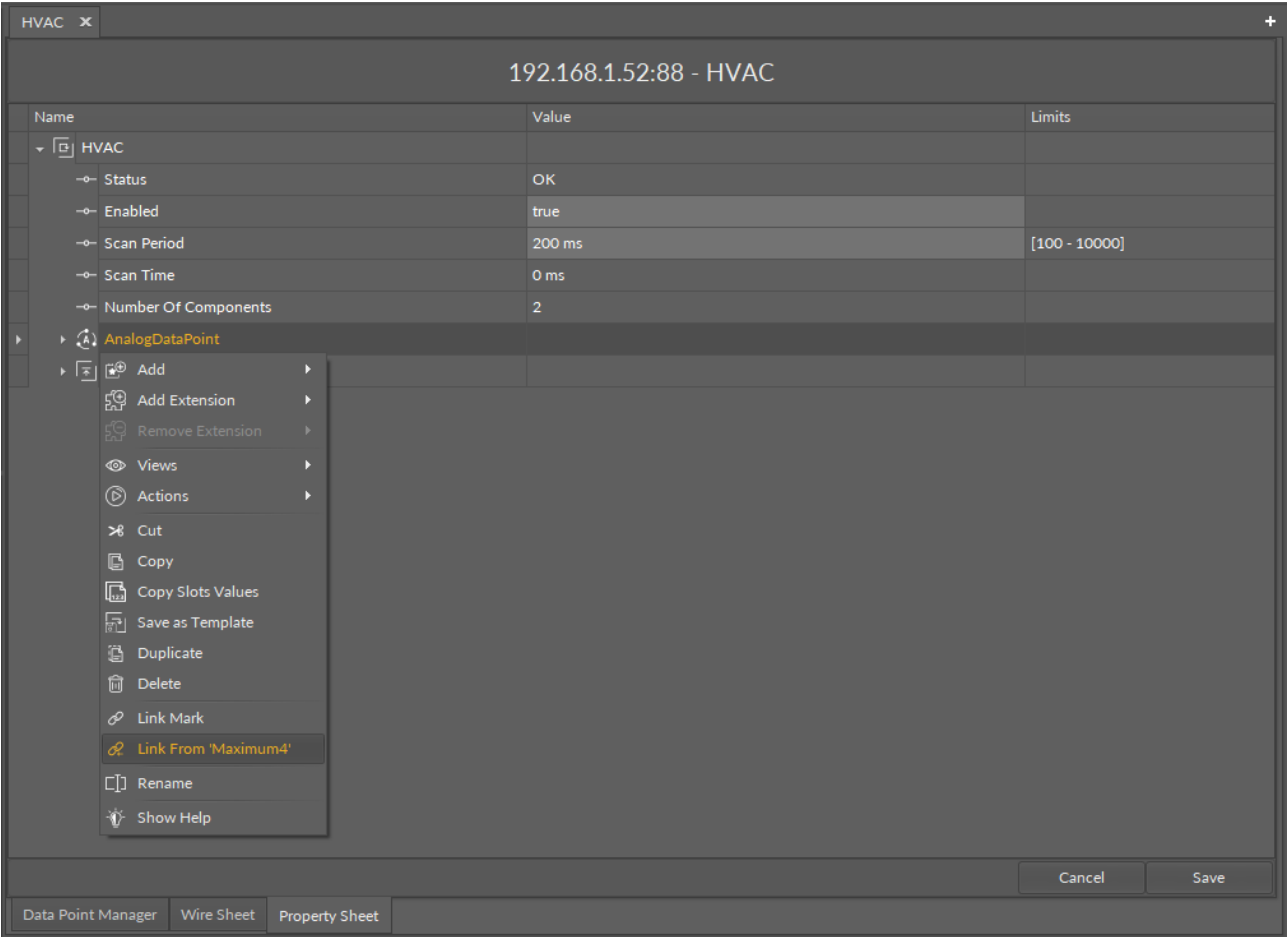 HVAC
192.168.1.52:88 - HVAC
Name Value Limits
HVAC
Status OK
Enabled true
Scan Period 200 ms [100 - 10000]
Scan Time 0 ms
Number Of Components 2
AnalogDataPoint
Add
Add Extension
Remove Extension
Views
Actions
Cut
Copy
Copy Slots Values
Save as Template
Duplicate
Delete
Link Mark
Link From 'Maximum4'
Rename
Show Help
Cancel Save
Data Point Manager Wire Sheet Property Sheet